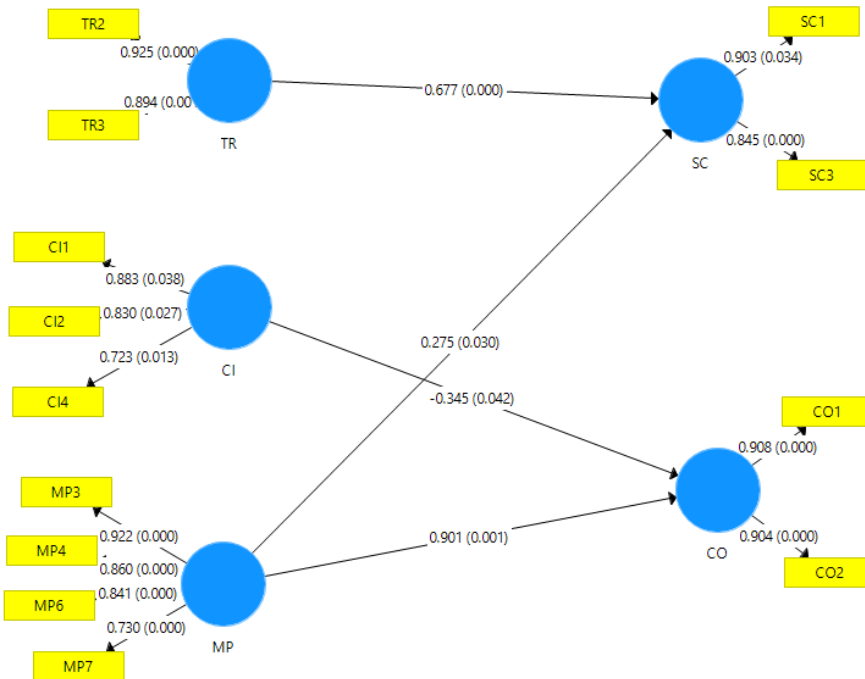 TR2
0.925 (0.000)
0.894 (0.00
TR3
TR
0.677 (0.000)
SC1
0.903 (0.034)
0.845 (0.000)
SC
SC3
CI1
0.883 (0.038)
CI2
0.830 (0.027)
0.723 (0.013)
CI
CI4
0.275 (0.030)
-0.345 (0.042)
CO1
0.908 (0.000)
0.904 (0.000)
CO
CO2
MP3
0.922 (0.000)
MP4
0.860 (0.000)
0.841 (0.000)
MP6
0.730 (0.000)
MP7
MP
0.901 (0.001)